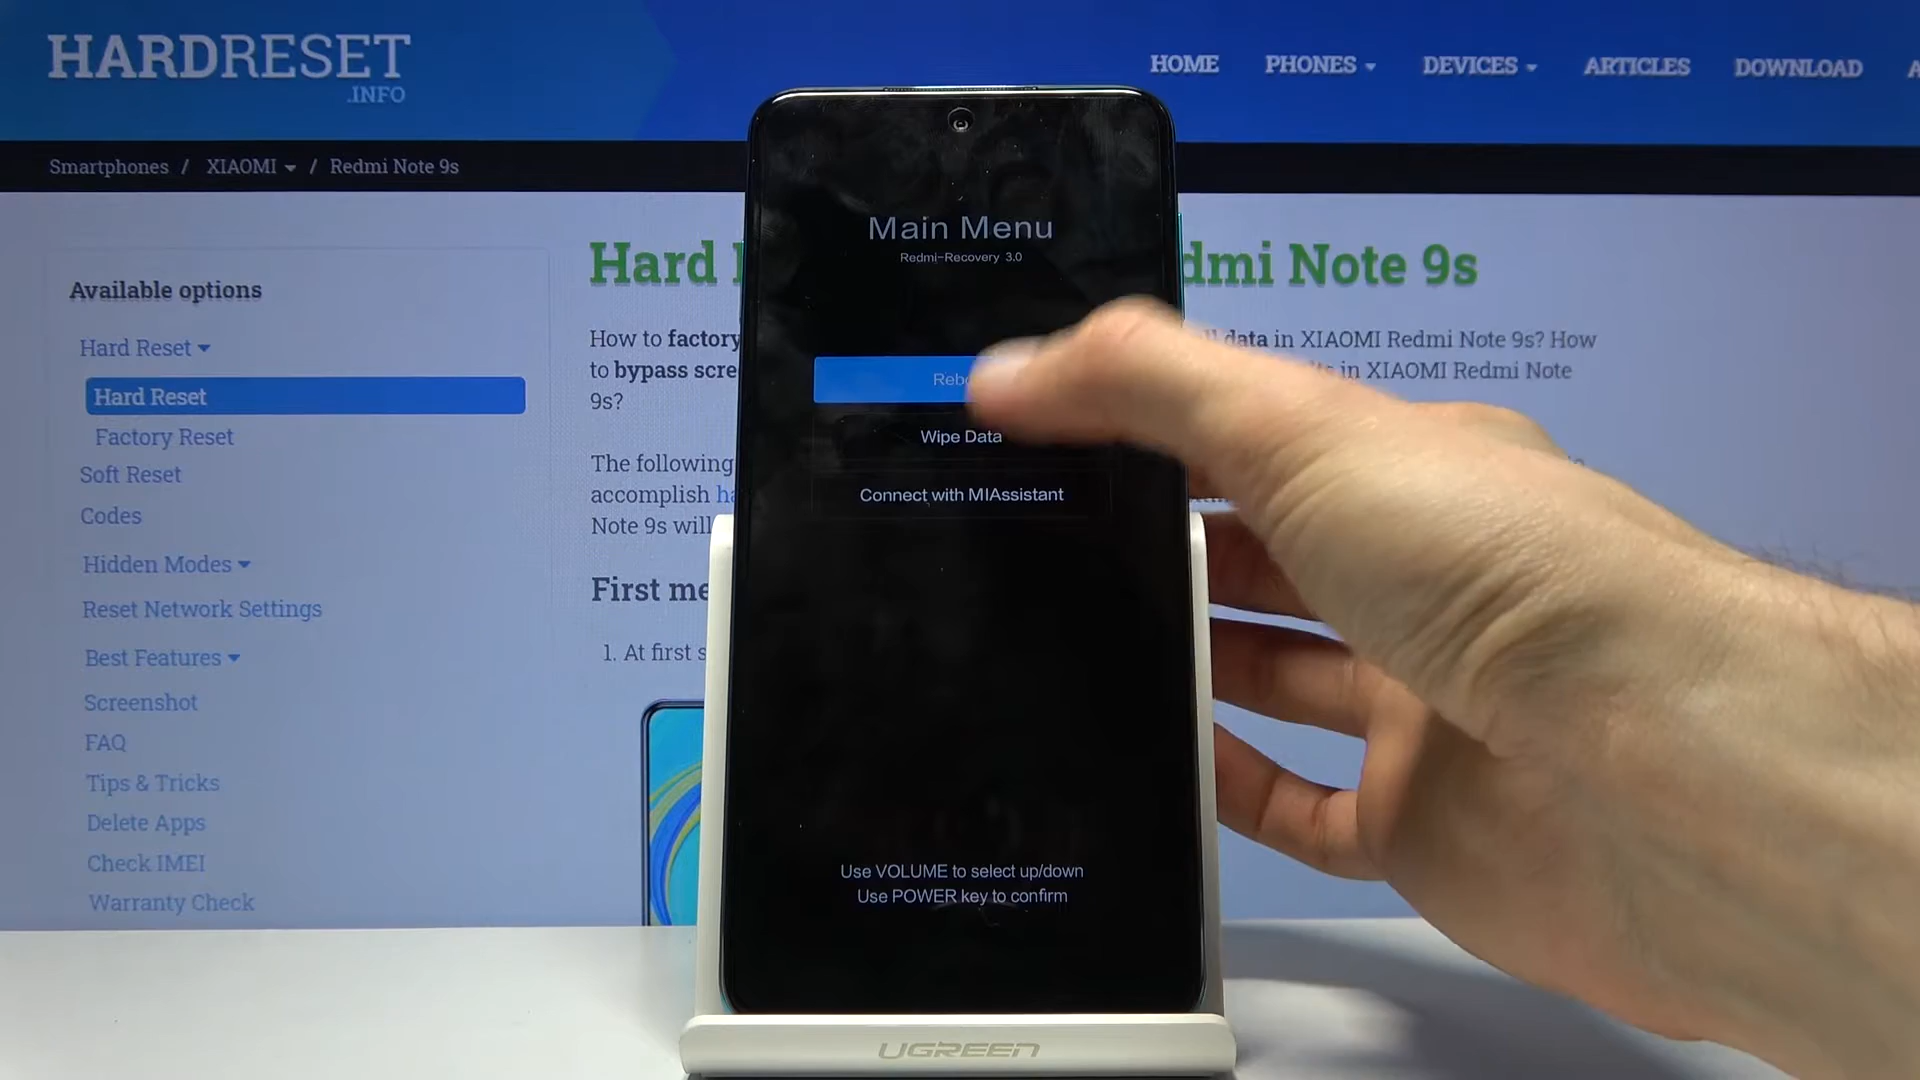 HARDRESET
.INFO
HOME PHONES DEVICES ARTICLES DOWNLOAD
Smartphones / XIAOMI / Redmi Note 9s
Available options
Hard Reset
Hard Reset
Factory Reset
Soft Reset
Codes
Hidden Modes
Reset Network Settings
Best Features
Screenshot
FAQ
Tips & Tricks
Delete Apps
Check IMEI
Warranty Check
Hard Note 9s
How to factory data in XIAOMI Redmi Note 9s? How
to bypass in XIAOMI Redmi Note
9s?
The following
accomplish
Note 9s will
First
1. At first
Main Menu
Redmi-Recovery 3.0
Wipe Data
Connect with MIAssistant
Use VOLUME to select up/down
Use POWER key to confirm
UGREEN